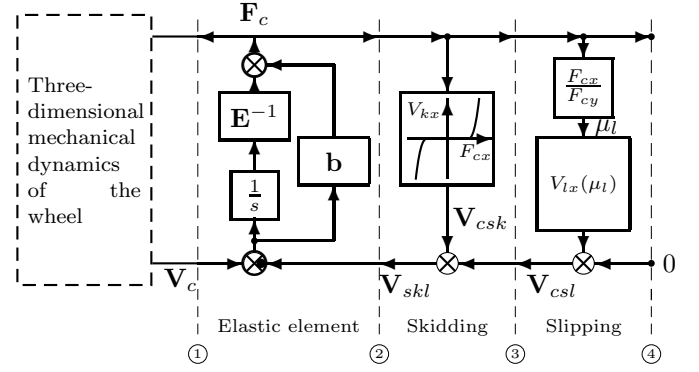 F_c
Three-
dimensional
mechanical
dynamics
of the
wheel
E^{-1}
1/s
b
V_{kx}
F_{cx}
F_{cx}/F_{cy}
μ_l
V_{lx}(μ_l)
V_{csk}
V_c
V_{skl}
V_{csl}
0
Elastic element
Skidding
Slipping
① ② ③ ④